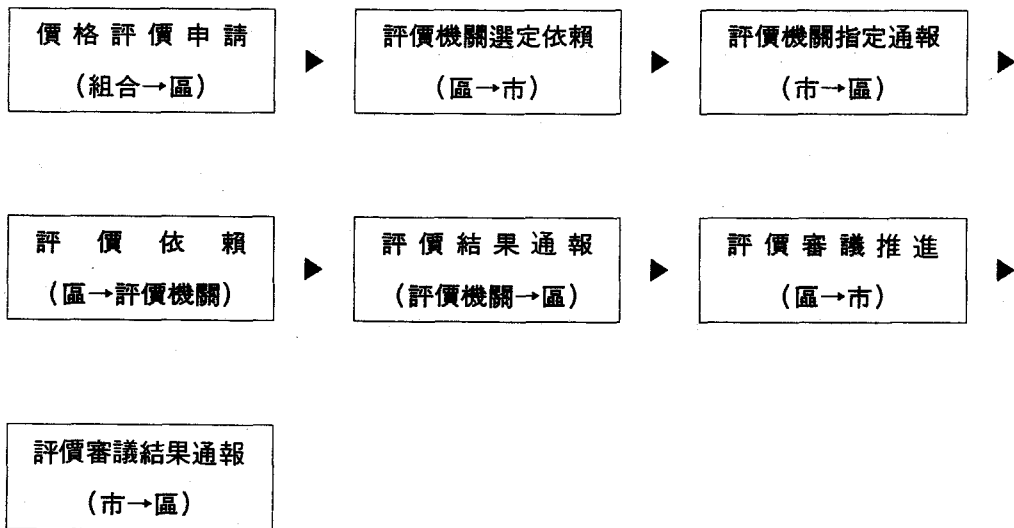 價格評價申請
(組合→區)
▶
評價機關選定依賴
(區→市)
▶
評價機關指定通報
(市→區)
▶
評價依賴
(區→評價機關)
▶
評價結果通報
(評價機關→區)
▶
評價審議推進
(區→市)
▶
評價審議結果通報
(市→區)